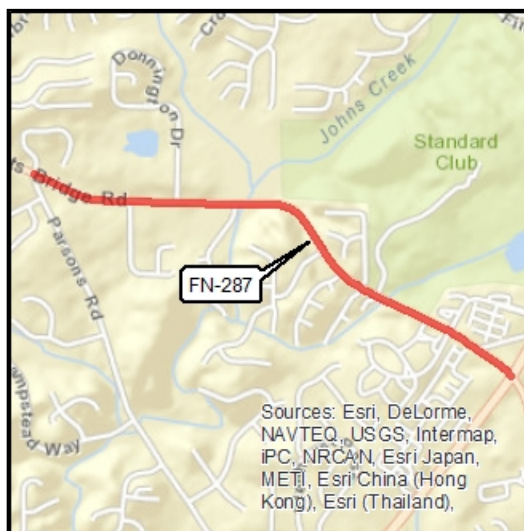 Donnington Dr
Johns Creek
Standard
Club
Bridge Rd
Parsons Rd
FN-287
Way
Sources: Esri, DeLorme,
NAVTEQ, USGS, Intermap,
iPC, NRCAN, Esri Japan,
METI, Esri China (Hong
Kong), Esri (Thailand),